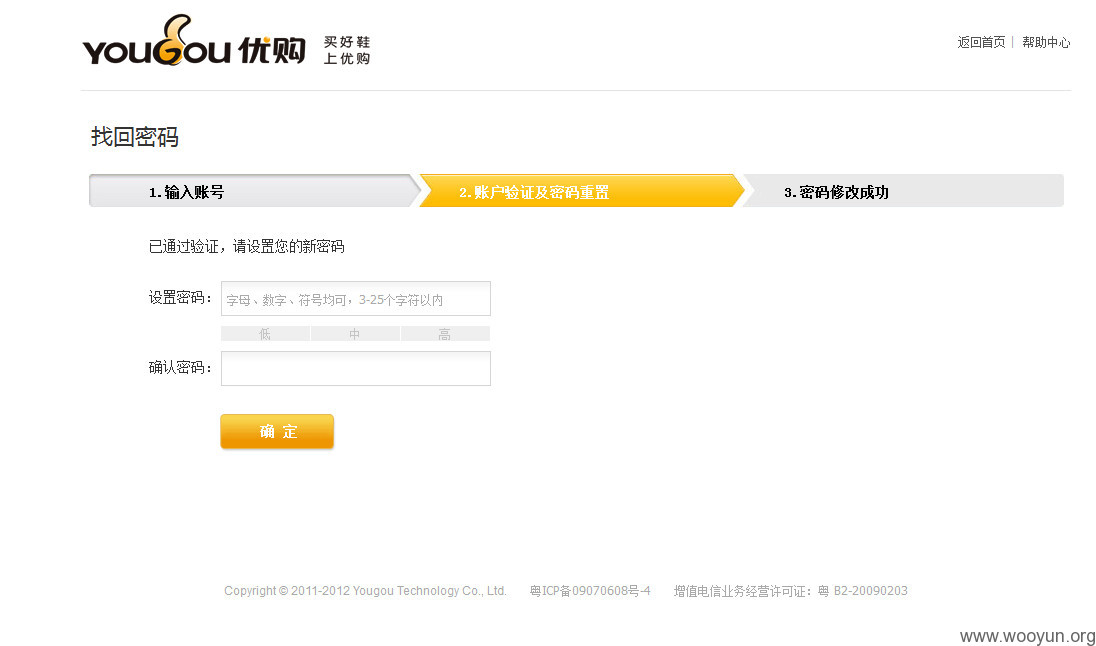 YOUGOU 优购 买好鞋
上优购
返回首页 | 帮助中心
找回密码
1.输入账号 2.账户验证及密码重置 3.密码修改成功
已通过验证，请设置您的新密码
设置密码： 字母、数字、符号均可，3-25个字符以内
低 中 高
确认密码：
确 定
Copyright © 2011-2012 Yougou Technology Co., Ltd. 粤ICP备09070608号-4 增值电信业务经营许可证：粤 B2-20090203
www.wooyun.org